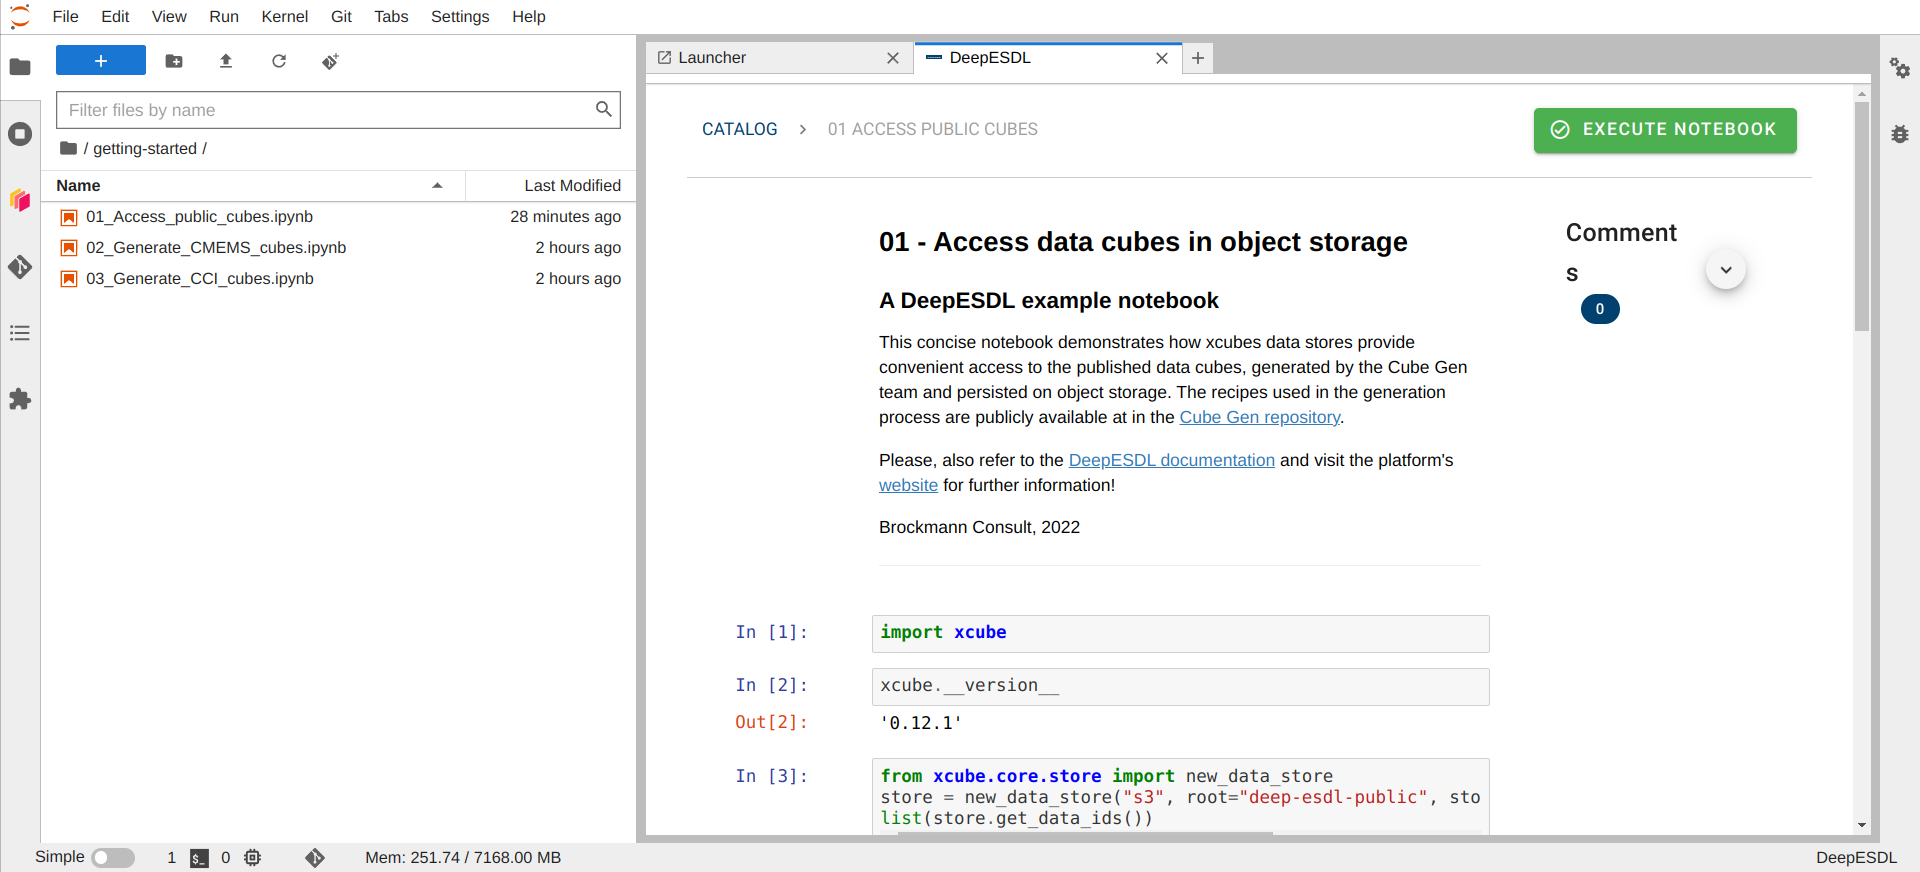 File Edit View Run Kernel Git Tabs Settings Help
Filter files by name
/ getting-started /
Name Last Modified
01_Access_public_cubes.ipynb 28 minutes ago
02_Generate_CMEMS_cubes.ipynb 2 hours ago
03_Generate_CCI_cubes.ipynb 2 hours ago
Launcher DeepESDL
CATALOG 01 ACCESS PUBLIC CUBES EXECUTE NOTEBOOK
01 - Access data cubes in object storage
Comment
s
0
A DeepESDL example notebook
This concise notebook demonstrates how xcubes data stores provide
convenient access to the published data cubes, generated by the Cube Gen
team and persisted on object storage. The recipes used in the generation
process are publicly available at in the Cube Gen repository.
Please, also refer to the DeepESDL documentation and visit the platform's
website for further information!
Brockmann Consult, 2022
In [1]: import xcube
In [2]: xcube.__version__
Out[2]: '0.12.1'
In [3]: from xcube.core.store import new_data_store
store = new_data_store("s3", root="deep-esdl-public", sto
list(store.get_data_ids())
Simple 1 $_ 0 Mem: 251.74 / 7168.00 MB DeepESDL